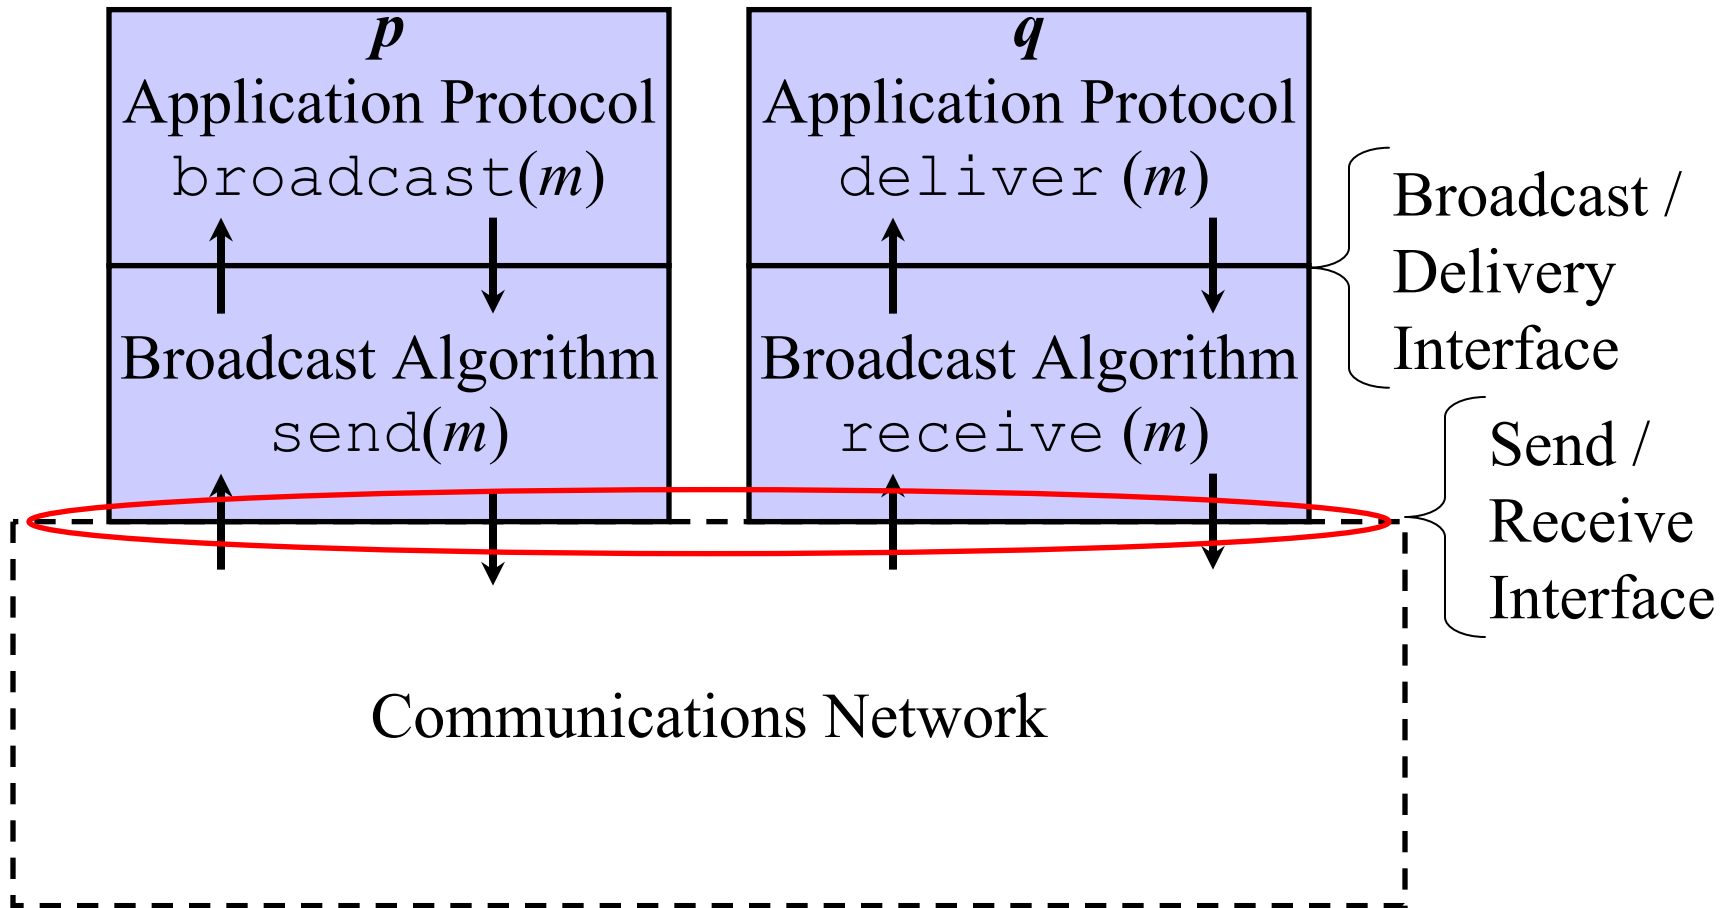 p
Application Protocol
broadcast(m)
Broadcast Algorithm
send(m)
q
Application Protocol
deliver (m)
Broadcast Algorithm
receive (m)
Broadcast /
Delivery
Interface
Send /
Receive
Interface
Communications Network